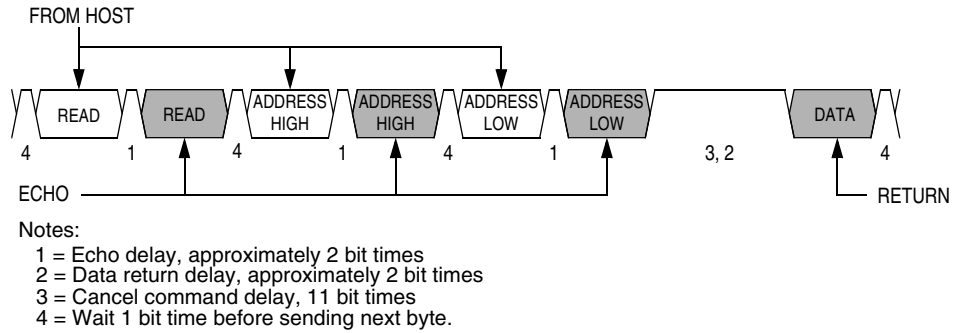 FROM HOST
READ READ ADDRESS HIGH ADDRESS HIGH ADDRESS LOW ADDRESS LOW DATA
4 1 4 1 4 1 3, 2 4
ECHO RETURN
Notes:
1 = Echo delay, approximately 2 bit times
2 = Data return delay, approximately 2 bit times
3 = Cancel command delay, 11 bit times
4 = Wait 1 bit time before sending next byte.